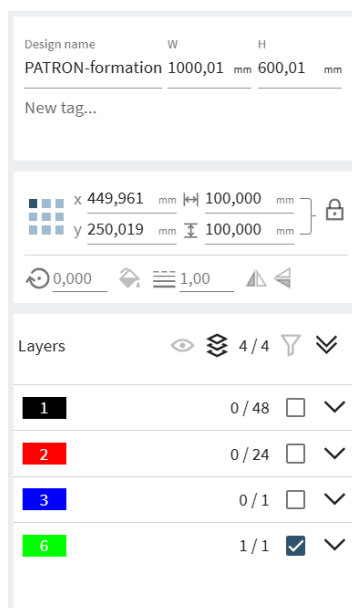 Design name W H
PATRON-formation 1000,01 mm 600,01 mm
New tag...
x 449,961 mm 100,000 mm
y 250,019 mm 100,000 mm
0,000 1,00
Layers 4 / 4
1 0 / 48
2 0 / 24
3 0 / 1
6 1 / 1